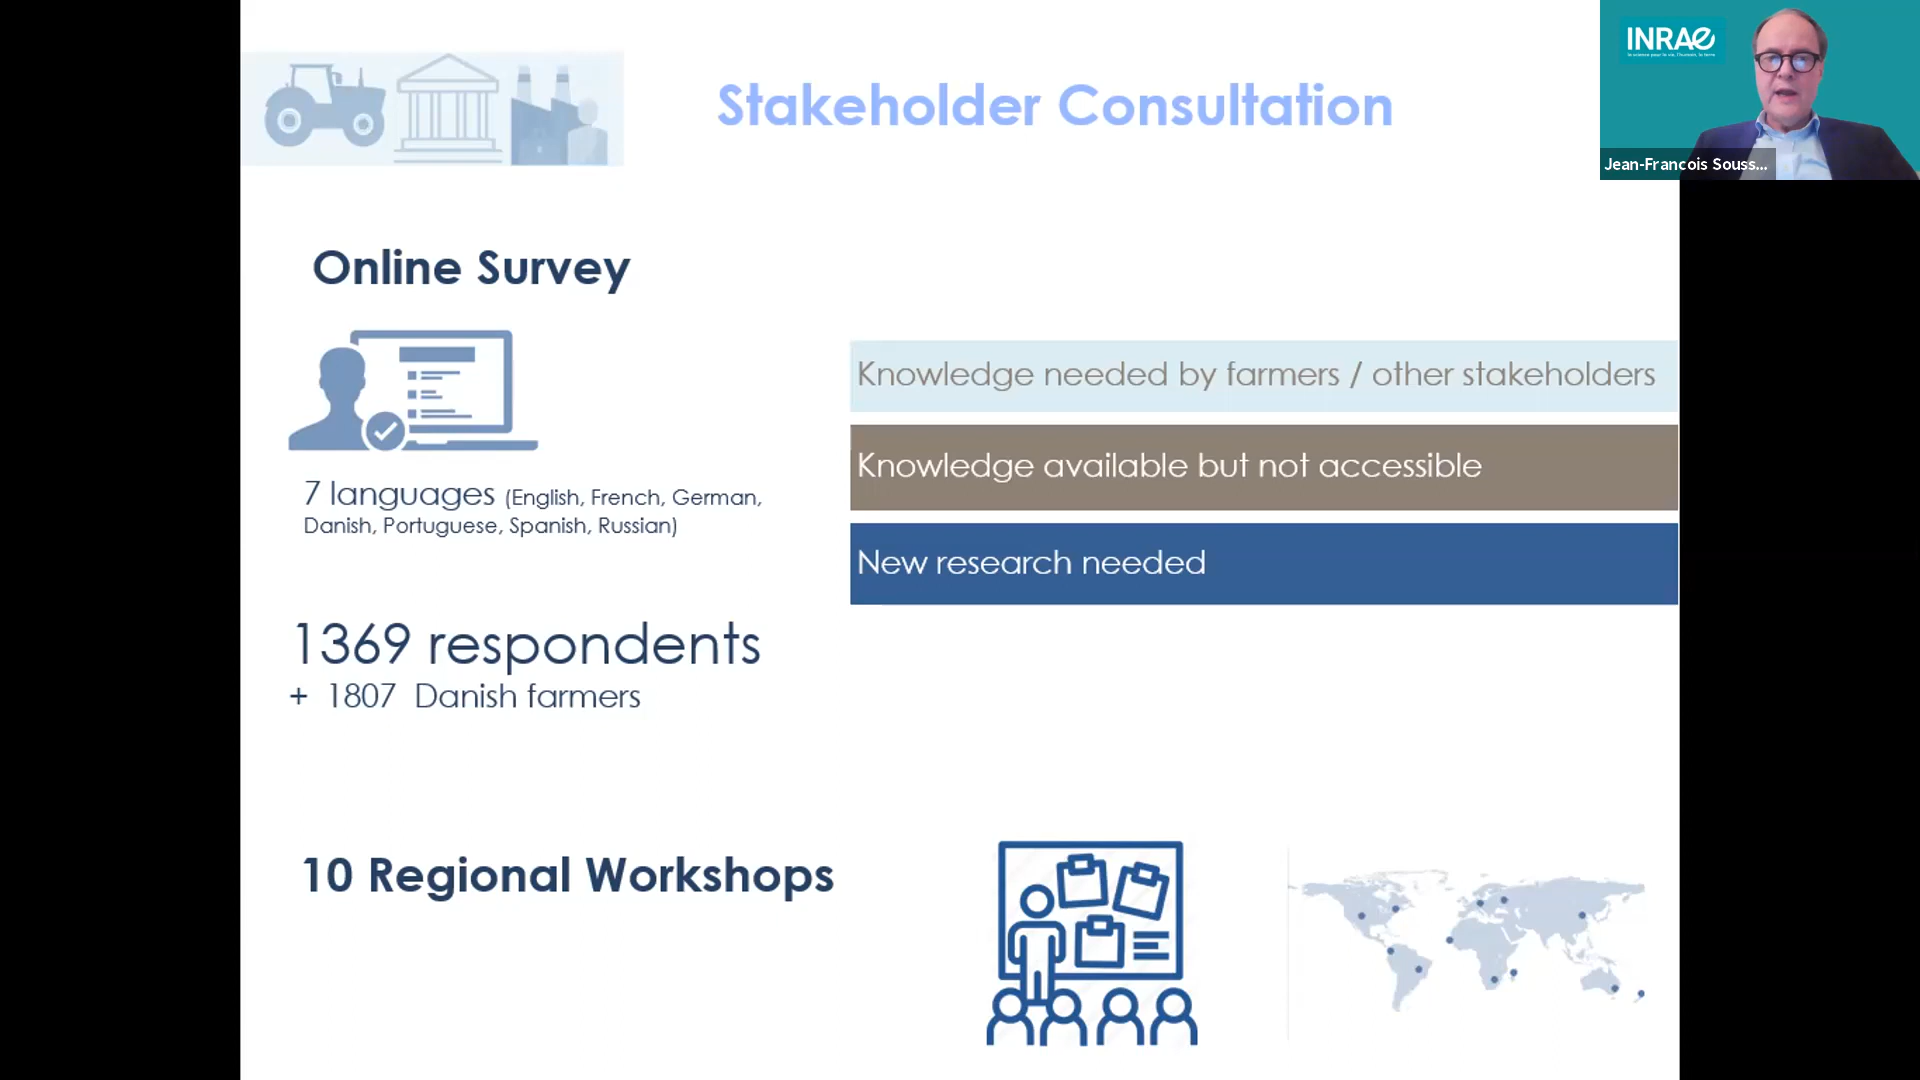 Stakeholder Consultation
INRAE
Jean-Francois Souss...
Online Survey
7 languages (English, French, German,
Danish, Portuguese, Spanish, Russian)
1369 respondents
+ 1807 Danish farmers
Knowledge needed by farmers / other stakeholders
Knowledge available but not accessible
New research needed
10 Regional Workshops